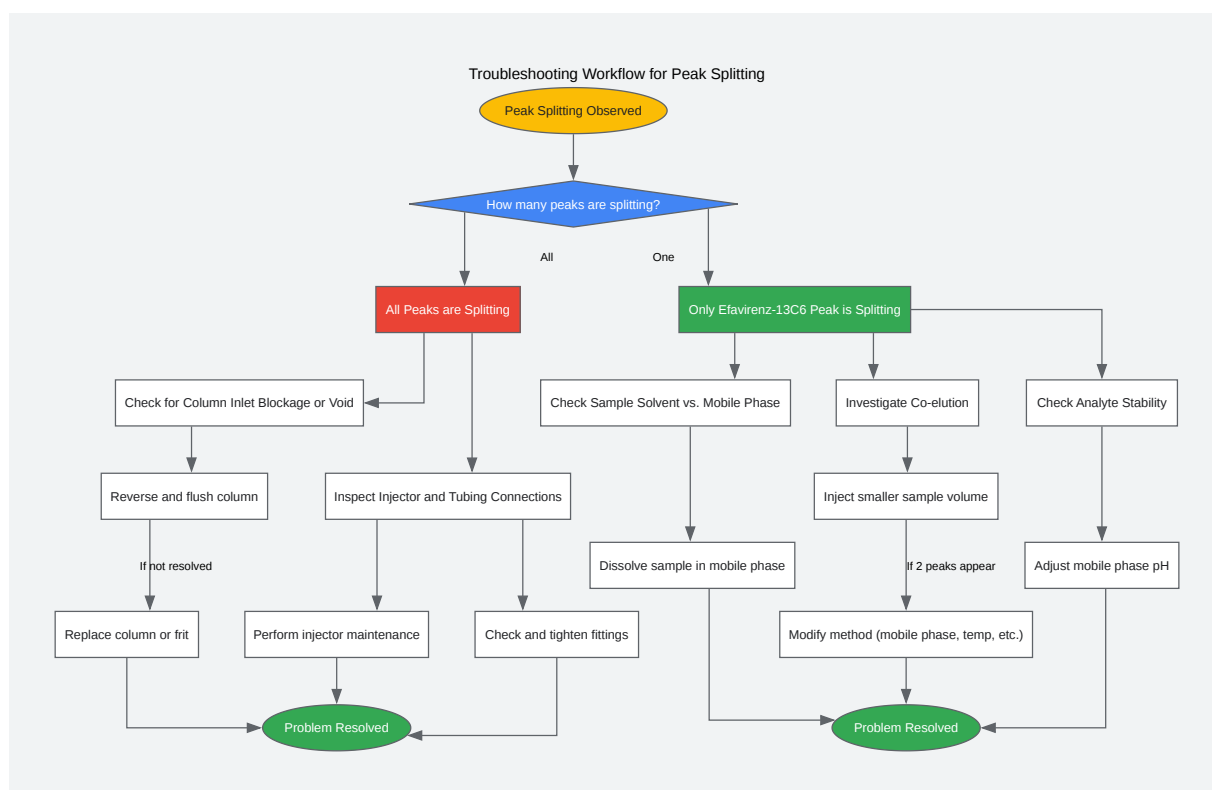 Troubleshooting Workflow for Peak Splitting
Peak Splitting Observed
How many peaks are splitting?
All
One
All Peaks are Splitting
Only Efavirenz-13C6 Peak is Splitting
Check for Column Inlet Blockage or Void
Check Sample Solvent vs. Mobile Phase
Investigate Co-elution
Check Analyte Stability
Reverse and flush column
Inspect Injector and Tubing Connections
Inject smaller sample volume
If not resolved
Dissolve sample in mobile phase
If 2 peaks appear
Adjust mobile phase pH
Replace column or frit
Perform injector maintenance
Check and tighten fittings
Modify method (mobile phase, temp, etc.)
Problem Resolved
Problem Resolved